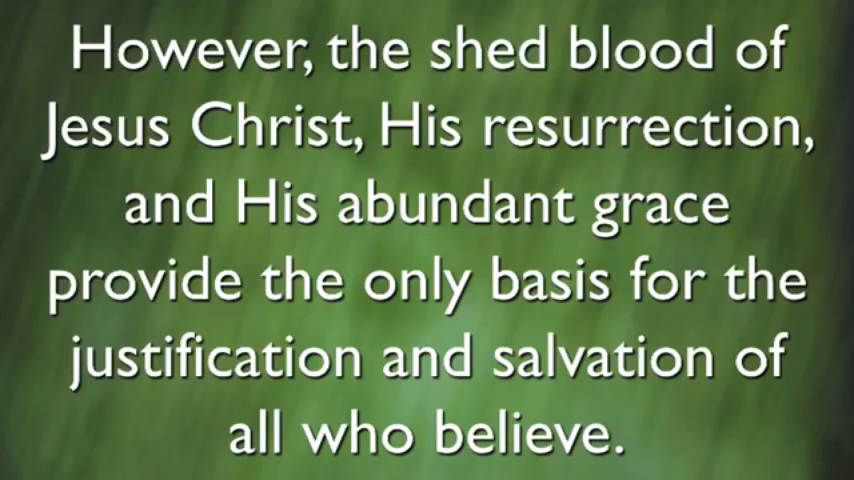 However, the shed blood of
Jesus Christ, His resurrection,
and His abundant grace
provide the only basis for the
justification and salvation of
all who believe.